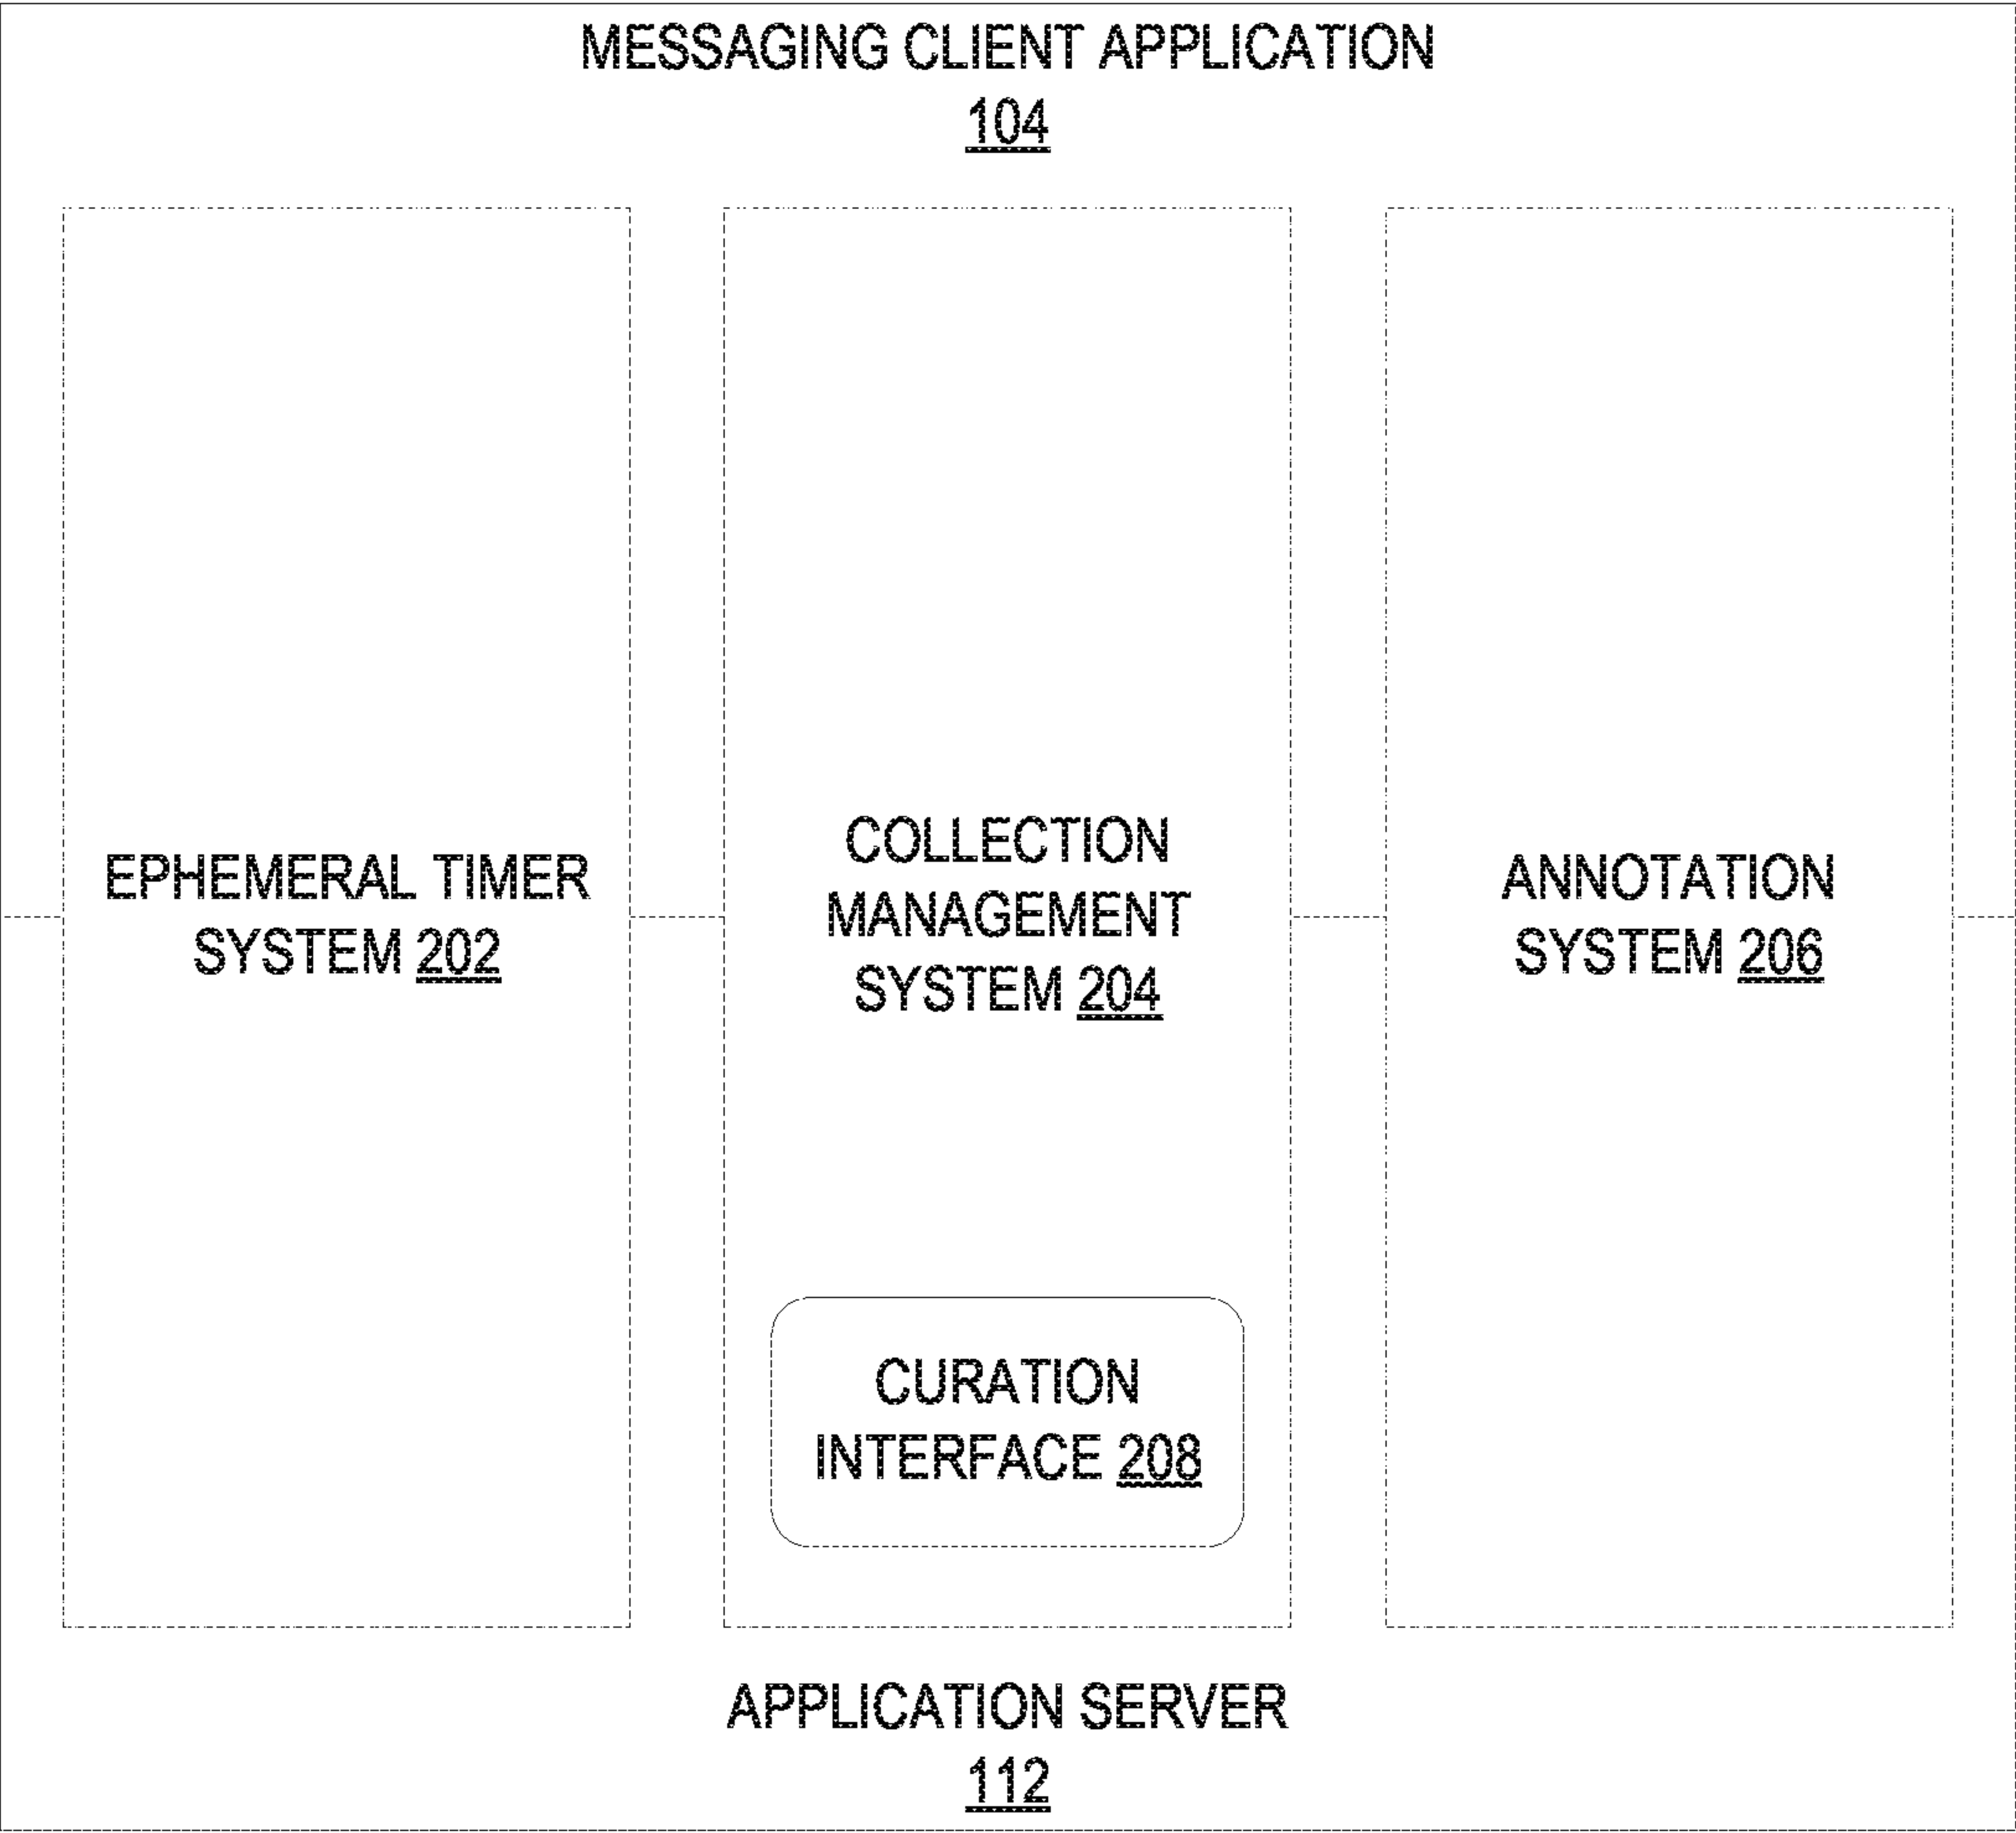 MESSAGING CLIENT APPLICATION
104
EPHEMERAL TIMER
SYSTEM 202
COLLECTION
MANAGEMENT
SYSTEM 204
ANNOTATION
SYSTEM 206
CURATION
INTERFACE 208
APPLICATION SERVER
112